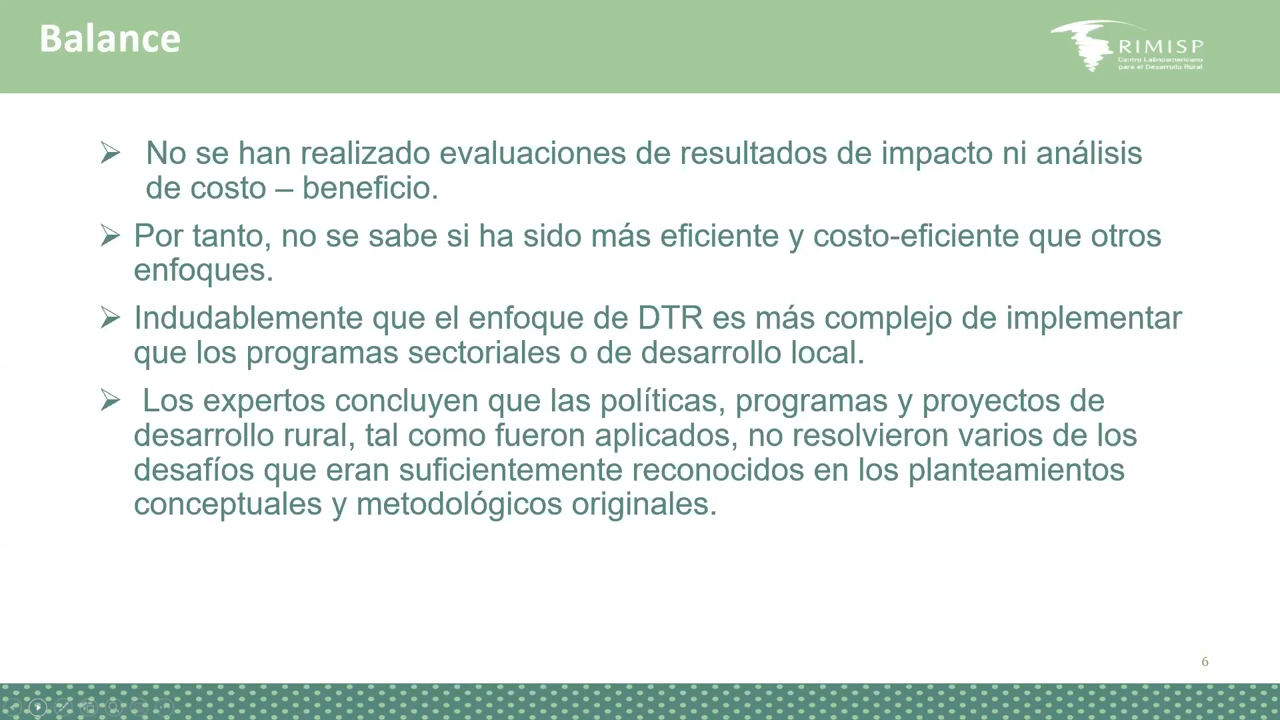 Balance
RIMISP
Centro Latinoamericano
para el Desarrollo Rural
➢ No se han realizado evaluaciones de resultados de impacto ni análisis
de costo – beneficio.
➢ Por tanto, no se sabe si ha sido más eficiente y costo-eficiente que otros
enfoques.
➢ Indudablemente que el enfoque de DTR es más complejo de implementar
que los programas sectoriales o de desarrollo local.
➢ Los expertos concluyen que las políticas, programas y proyectos de
desarrollo rural, tal como fueron aplicados, no resolvieron varios de los
desafíos que eran suficientemente reconocidos en los planteamientos
conceptuales y metodológicos originales.
6